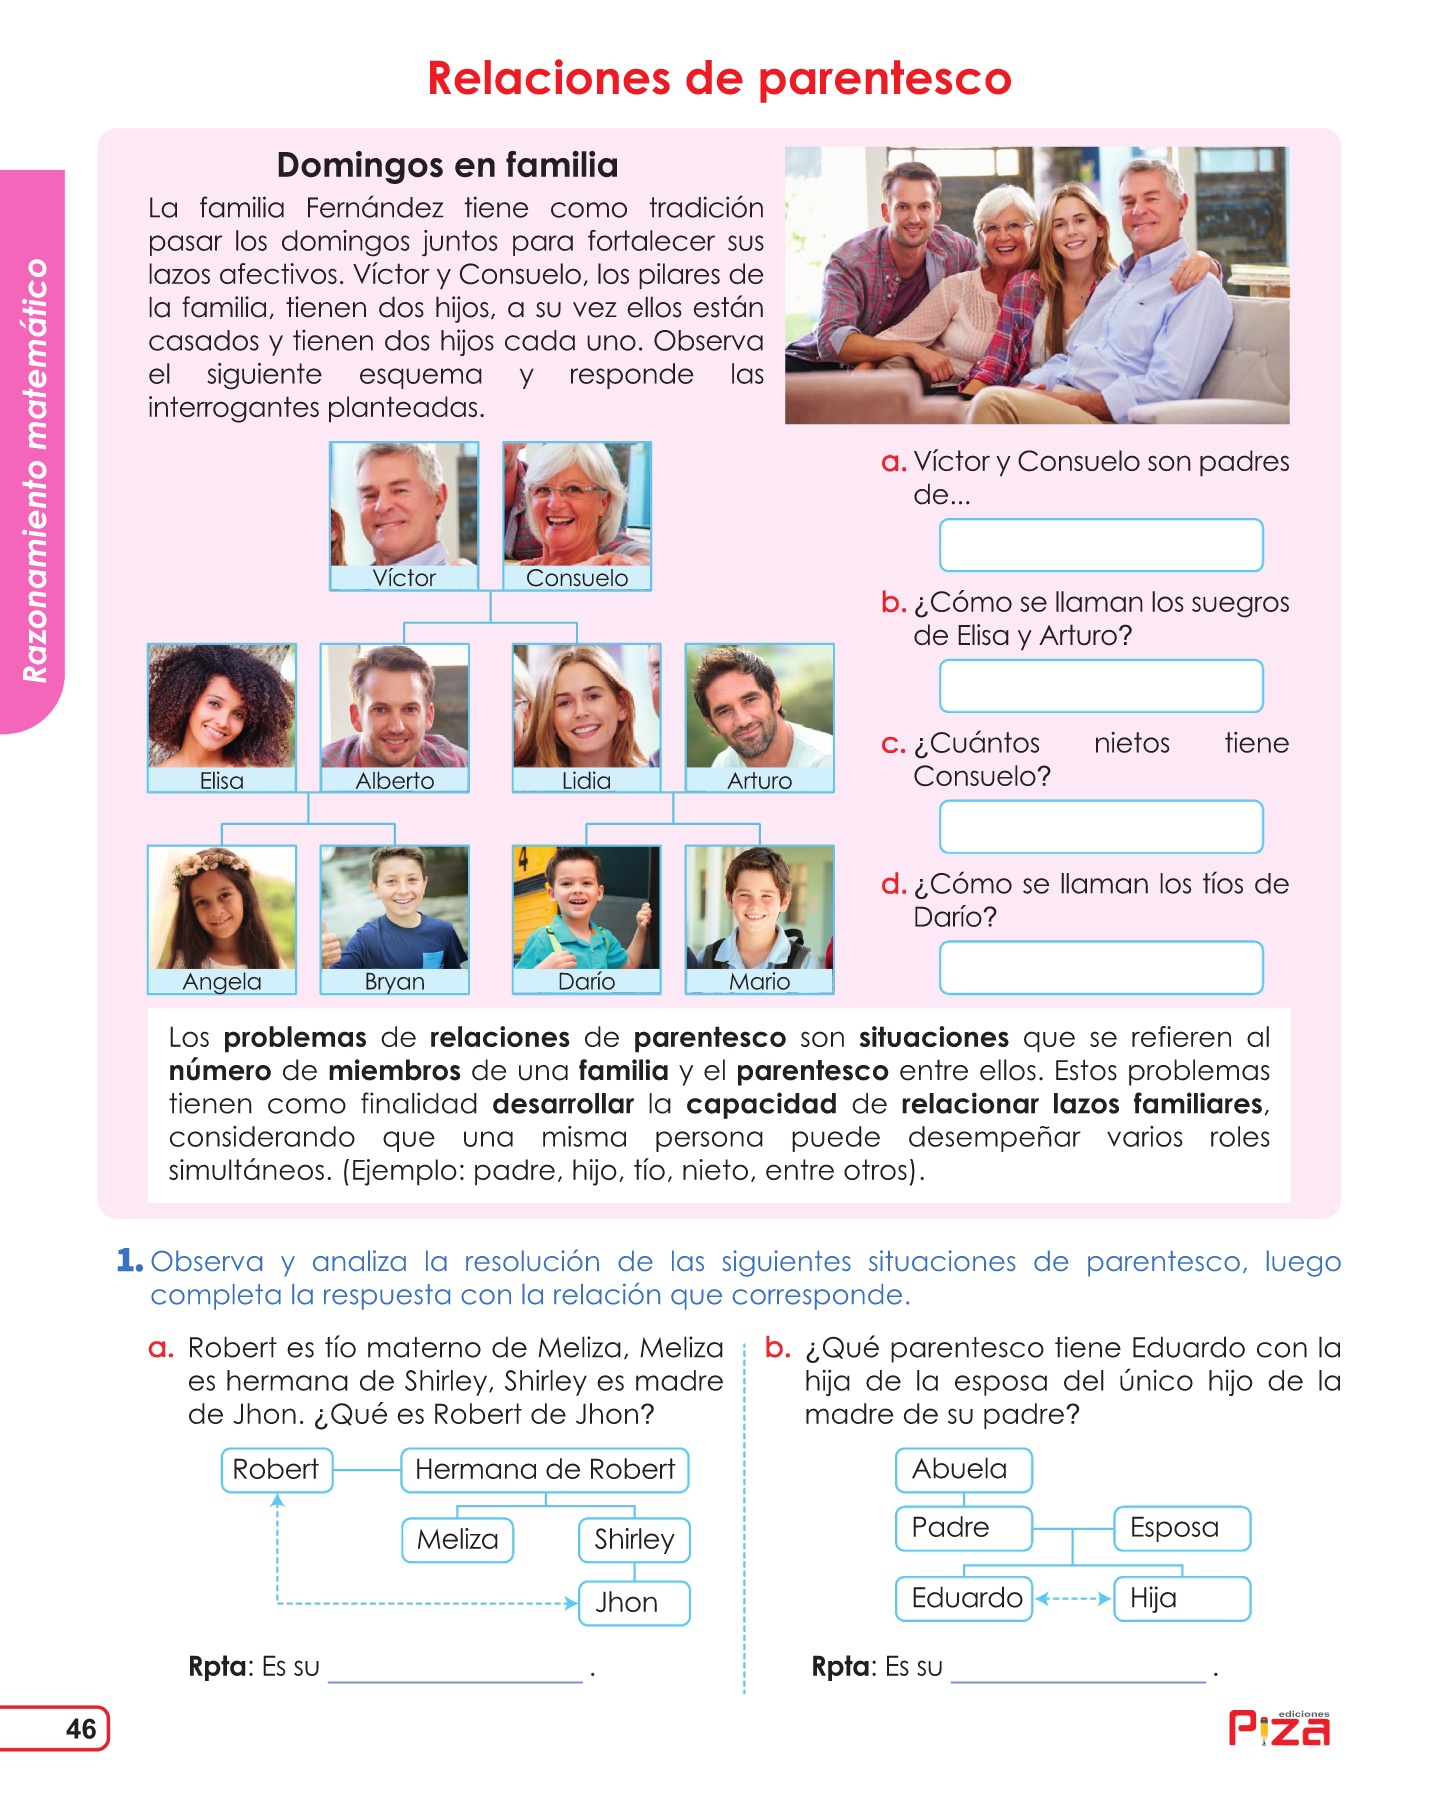 Relaciones de parentesco
Razonamiento matemático
Domingos en familia
La familia Fernández tiene como tradición
pasar los domingos juntos para fortalecer sus
lazos afectivos. Víctor y Consuelo, los pilares de
la familia, tienen dos hijos, a su vez ellos están
casados y tienen dos hijos cada uno. Observa
el siguiente esquema y responde las
interrogantes planteadas.
Víctor
Consuelo
Elisa
Alberto
Lidia
Arturo
4
Angela
Bryan
Darío
Mario
a. Víctor y Consuelo son padres
de...
b. ¿Cómo se llaman los suegros
de Elisa y Arturo?
c. ¿Cuántos nietos tiene
Consuelo?
d. ¿Cómo se llaman los tíos de
Darío?
Los problemas de relaciones de parentesco son situaciones que se refieren al
número de miembros de una familia y el parentesco entre ellos. Estos problemas
tienen como finalidad desarrollar la capacidad de relacionar lazos familiares,
considerando que una misma persona puede desempeñar varios roles
simultáneos. (Ejemplo: padre, hijo, tío, nieto, entre otros).
1. Observa y analiza la resolución de las siguientes situaciones de parentesco, luego
completa la respuesta con la relación que corresponde.
a. Robert es tío materno de Meliza, Meliza
es hermana de Shirley, Shirley es madre
de Jhon. ¿Qué es Robert de Jhon?
Robert
Hermana de Robert
Meliza
Shirley
Jhon
Rpta: Es su ________________ .
b. ¿Qué parentesco tiene Eduardo con la
hija de la esposa del único hijo de la
madre de su padre?
Abuela
Padre
Esposa
Eduardo
Hija
Rpta: Es su ________________ .
46
ediciones
Piza